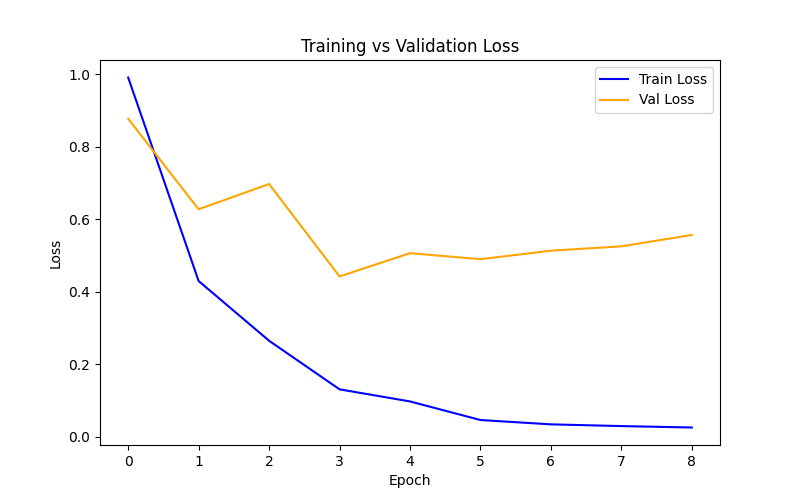 Training vs Validation Loss
Train Loss
Val Loss
1.0
0.8
0.6
0.4
0.2
0.0
Loss
0 1 2 3 4 5 6 7 8
Epoch